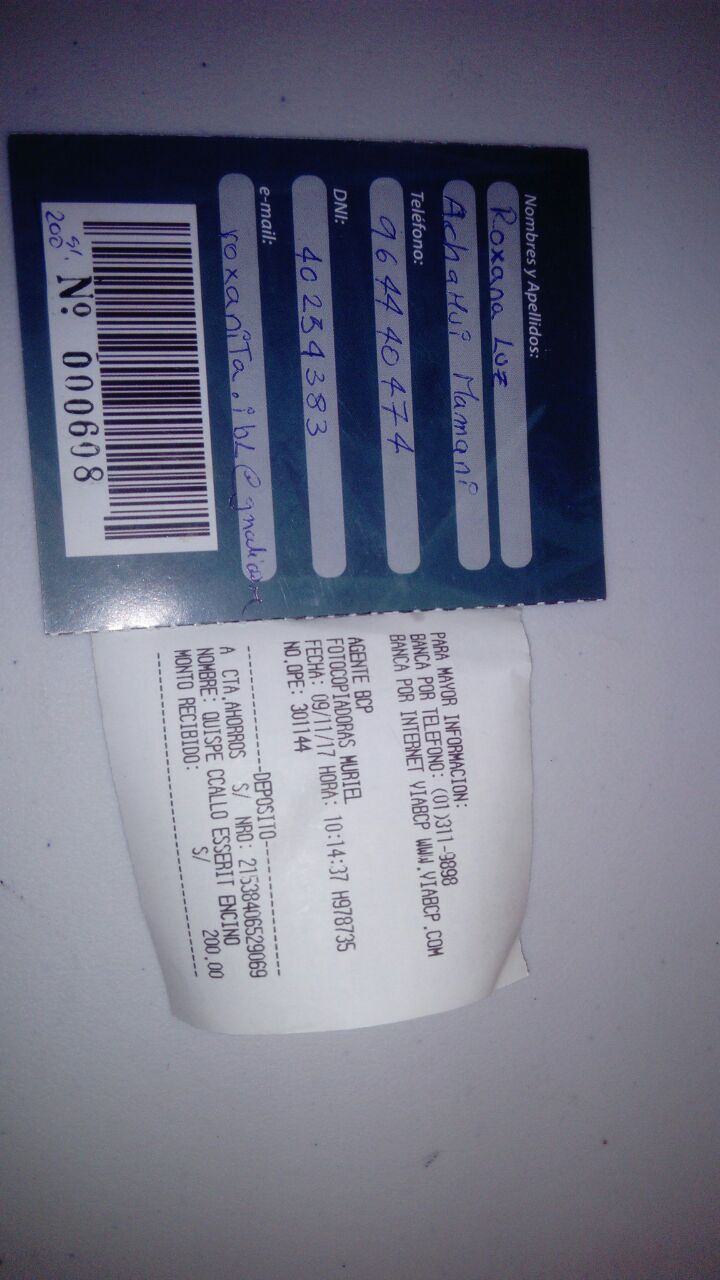 Nombres y Apellidos:
Roxana Luz
Achahui Mamani
Teléfono:
964440474
DNI:
40234383
e-mail:
S/. 200
Nº 000608
PARA MAYOR INFORMACION:
BANCA POR TELEFONO: (01)311-9898
BANCA POR INTERNET VIABCP WWW.VIABCP.COM
AGENTE BCP
FOTOCOPIADORAS MURIEL
FECHA: 09/11/17 HORA: 10:14:37 H978735
NO.OPE: 301144
----------DEPOSITO----------
A CTA.AHORROS S/ NRO: 21538406529069
NOMBRE: QUISPE CCALLO ESSERIT ENCINO
MONTO RECIBIDO: S/ 200.00